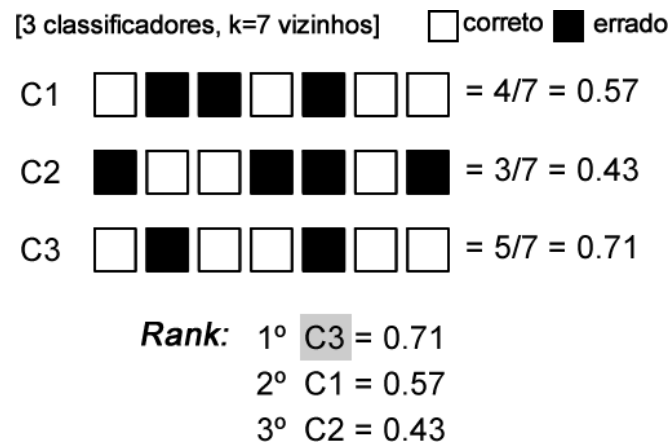 [3 classificadores, k=7 vizinhos] correto errado
C1 = 4/7 = 0.57
C2 = 3/7 = 0.43
C3 = 5/7 = 0.71
Rank: 1º C3 = 0.71
2º C1 = 0.57
3º C2 = 0.43